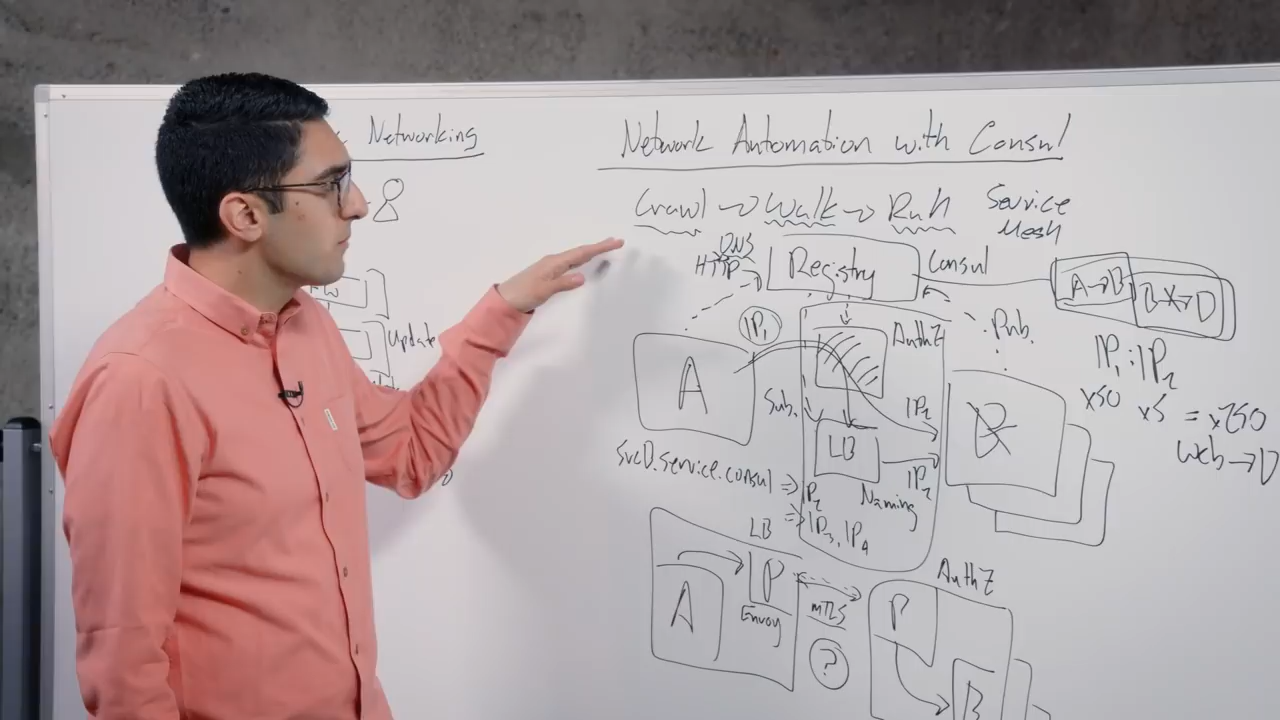 Networking
Update
Network Automation with Consul
Crawl → Walk → Run
Service
Mesh
DNS
HTTP
Registry
Consul
A→B
B X→D
Pub.
IP₁
AuthZ
IP₁ : IP₂
x50 x5 = x250
Web → D
A
Sub.
IP₂
B
LB
IP₂
SvcD.service.consul ⇒ IP₂
Naming
⇒ IP₃, IP₄
LB
AuthZ
A
P
Envoy
mTLS
?
P
B